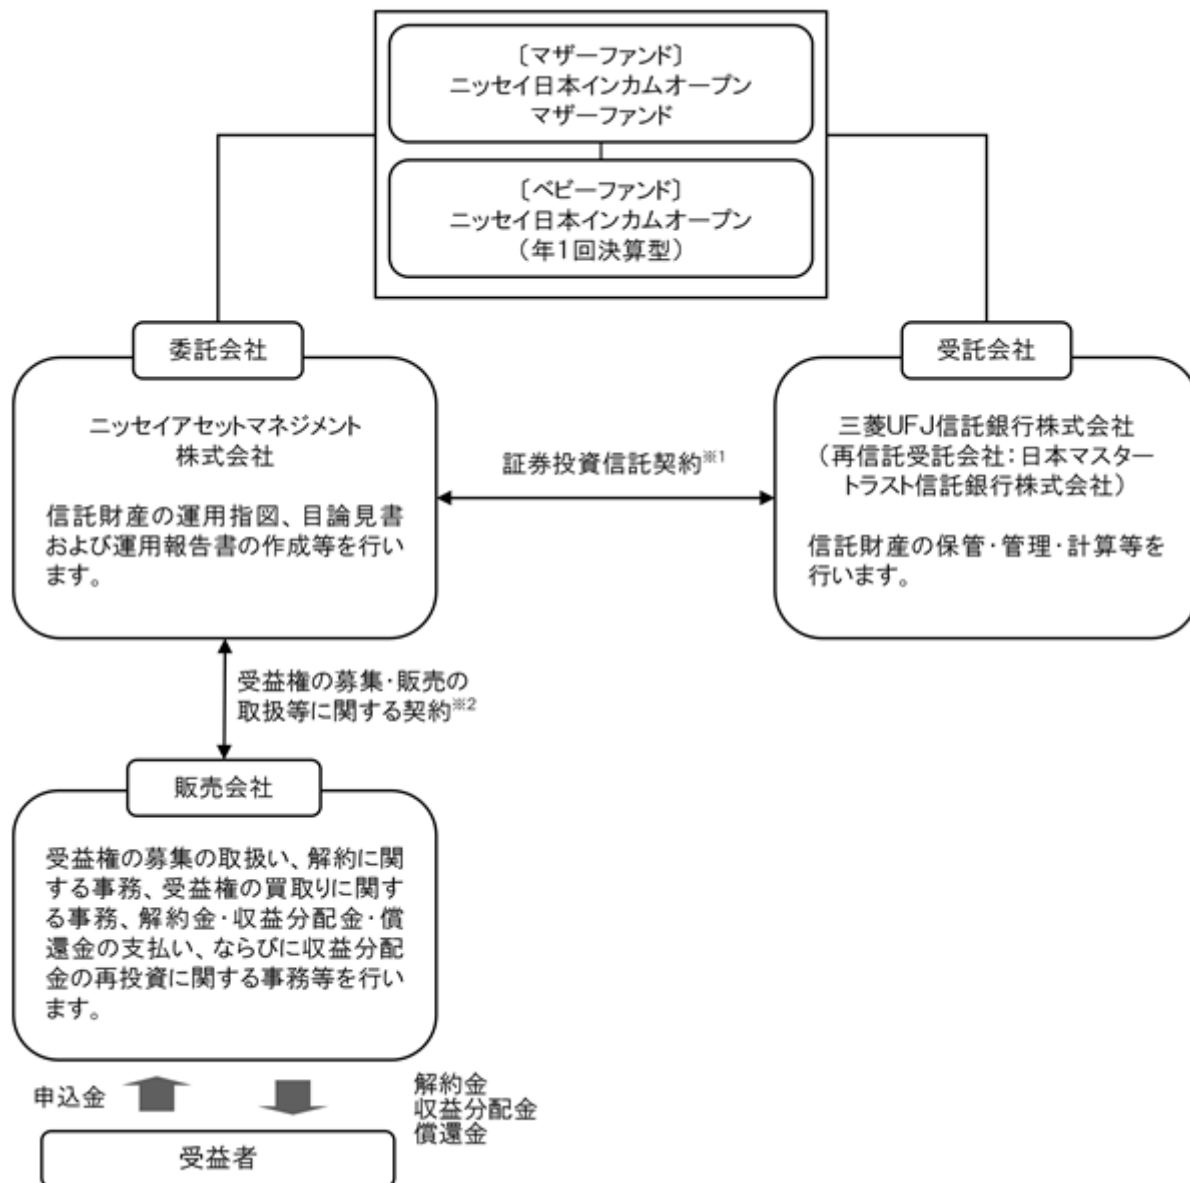 〔マザーファンド〕
ニッセイ日本インカムオープン
マザーファンド
〔ベビーファンド〕
ニッセイ日本インカムオープン
(年1回決算型)
委託会社
ニッセイアセットマネジメント
株式会社
信託財産の運用指図、目論見書
および運用報告書の作成等を行い
ます。
証券投資信託契約※1
受託会社
三菱UFJ信託銀行株式会社
(再信託受託会社:日本マスター
トラスト信託銀行株式会社)
信託財産の保管・管理・計算等を
行います。
受益権の募集・販売の
取扱等に関する契約※2
販売会社
受益権の募集の取扱い、解約に関
する事務、受益権の買取りに関す
る事務、解約金・収益分配金・償
還金の支払い、ならびに収益分配
金の再投資に関する事務等を行い
ます。
申込金
解約金
収益分配金
償還金
受益者